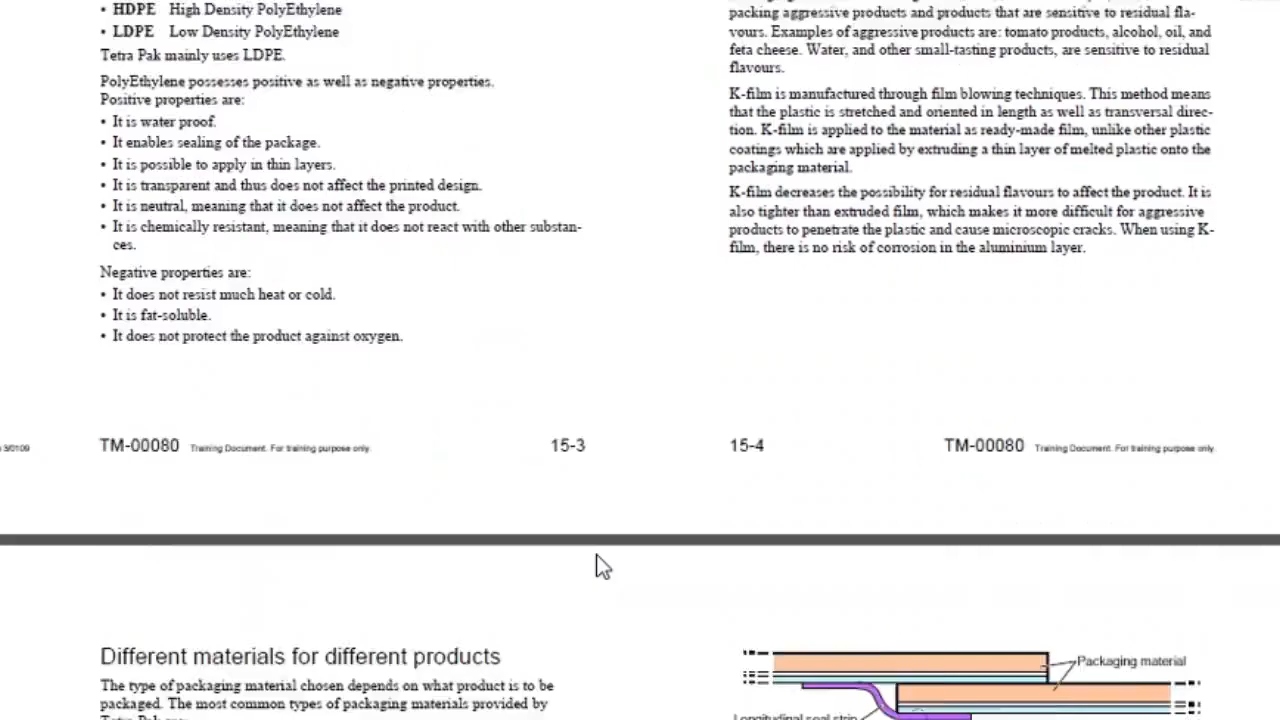 • HDPE High Density PolyEthylene
• LDPE Low Density PolyEthylene
Tetra Pak mainly uses LDPE.
PolyEthylene possesses positive as well as negative properties.
Positive properties are:
• It is water proof.
• It enables sealing of the package.
• It is possible to apply in thin layers.
• It is transparent and thus does not affect the printed design.
• It is neutral, meaning that it does not affect the product.
• It is chemically resistant, meaning that it does not react with other substan-
ces.
Negative properties are:
• It does not resist much heat or cold.
• It is fat-soluble.
• It does not protect the product against oxygen.
TM-00080 Training Document. For training purpose only. 15-3
packing aggressive products and products that are sensitive to residual fla-
vours. Examples of aggressive products are: tomato products, alcohol, oil, and
feta cheese. Water, and other small-tasting products, are sensitive to residual
flavours.
K-film is manufactured through film blowing techniques. This method means
that the plastic is stretched and oriented in length as well as transversal direc-
tion. K-film is applied to the material as ready-made film, unlike other plastic
coatings which are applied by extruding a thin layer of melted plastic onto the
packaging material.
K-film decreases the possibility for residual flavours to affect the product. It is
also tighter than extruded film, which makes it more difficult for aggressive
products to penetrate the plastic and cause microscopic cracks. When using K-
film, there is no risk of corrosion in the aluminium layer.
15-4 TM-00080 Training Document. For training purpose only.
Different materials for different products
The type of packaging material chosen depends on what product is to be
packaged. The most common types of packaging materials provided by
Packaging material
Longitudinal seal strip